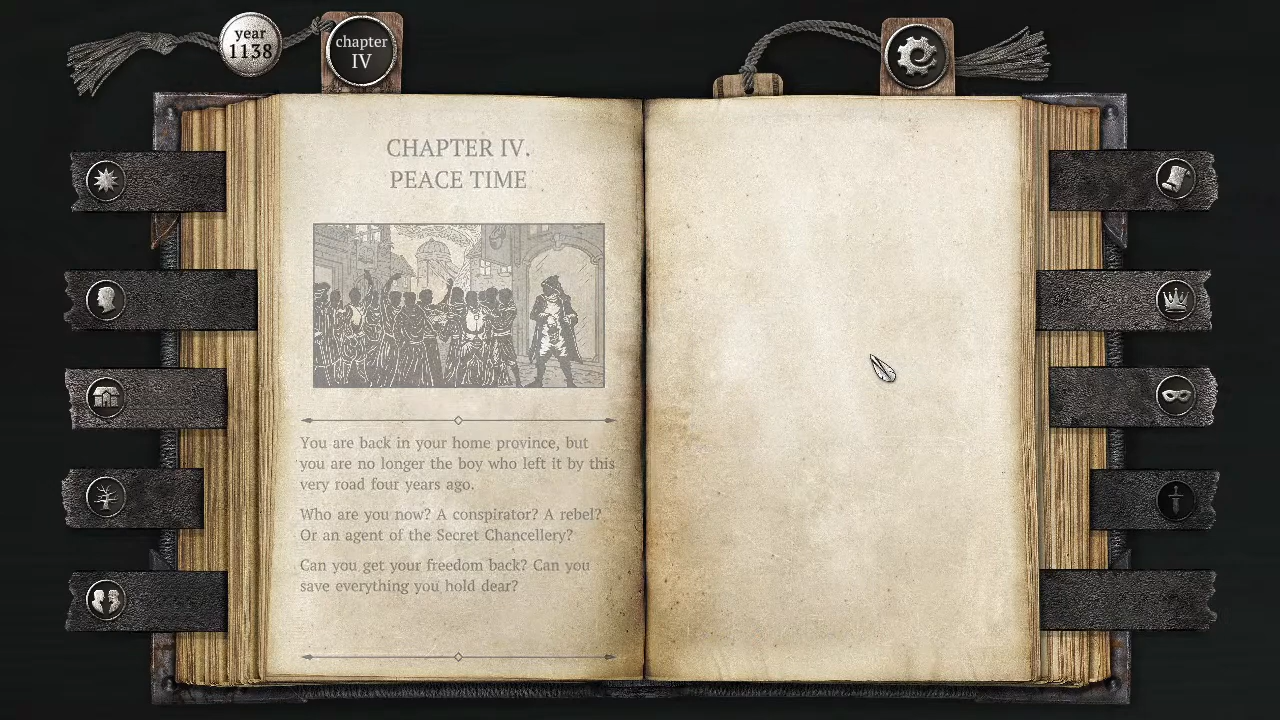 year
1138
chapter
IV
CHAPTER IV.
PEACE TIME
You are back in your home province, but
you are no longer the boy who left it by this
very road four years ago.
Who are you now? A conspirator? A rebel?
Or an agent of the Secret Chancellery?
Can you get your freedom back? Can you
save everything you hold dear?